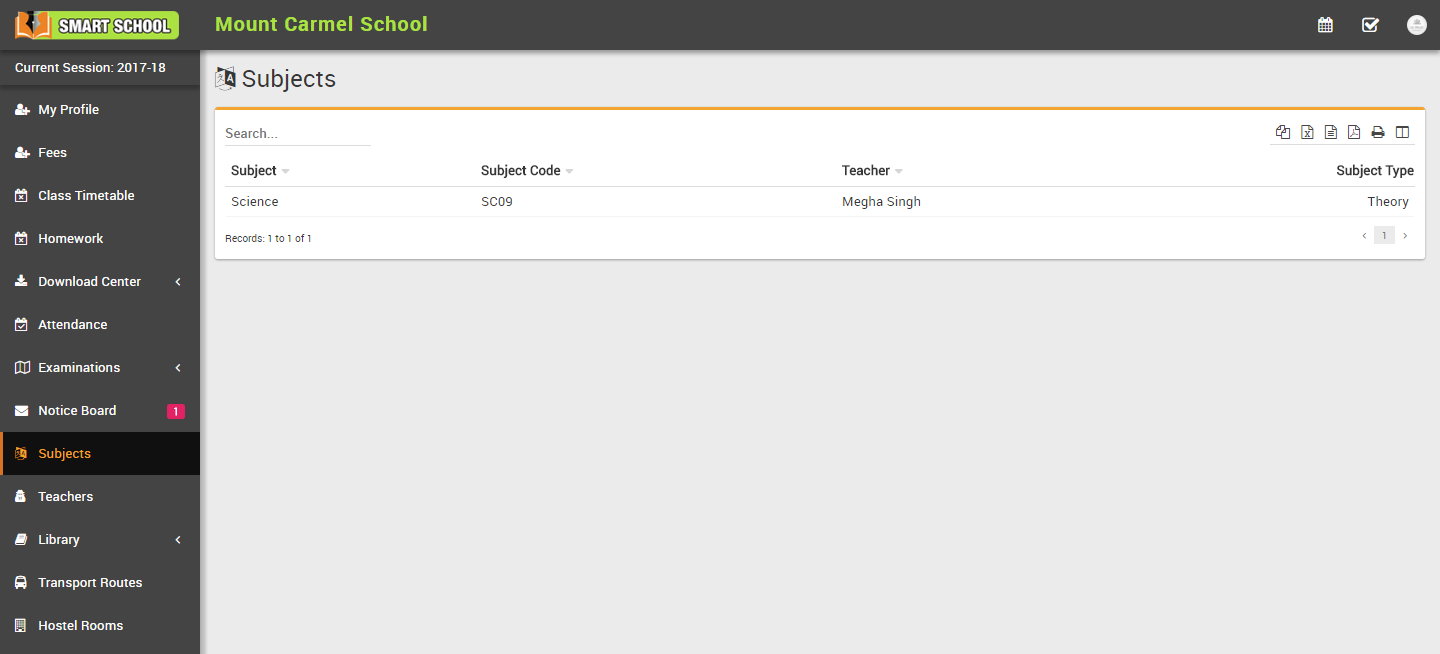 SMART SCHOOL
Mount Carmel School
Current Session: 2017-18
My Profile
Fees
Class Timetable
Homework
Download Center
Attendance
Examinations
Notice Board 1
Subjects
Teachers
Library
Transport Routes
Hostel Rooms
Subjects
Search...
Subject Subject Code Teacher Subject Type
Science SC09 Megha Singh Theory
Records: 1 to 1 of 1
‹ 1 ›